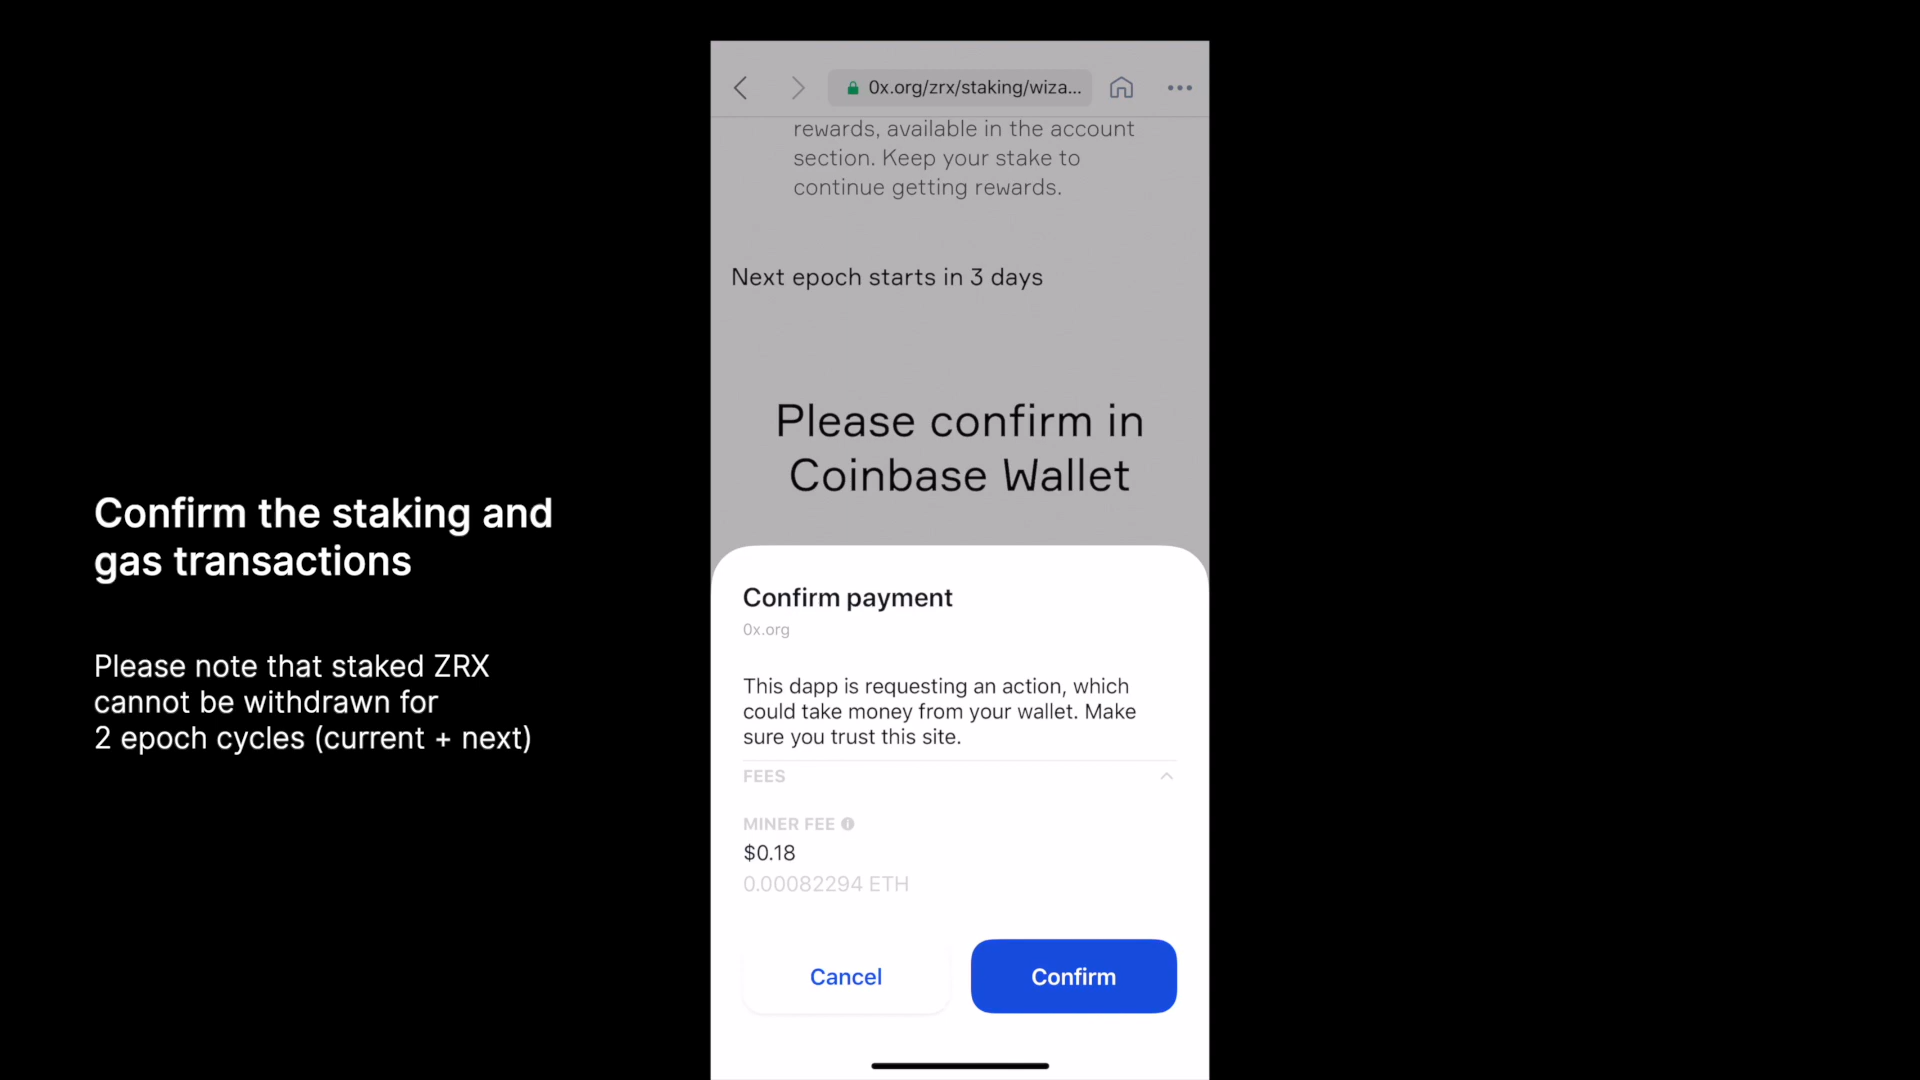 Confirm the staking and
gas transactions
Please note that staked ZRX
cannot be withdrawn for
2 epoch cycles (current + next)
0x.org/zrx/staking/wiza...
rewards, available in the account
section. Keep your stake to
continue getting rewards.
Next epoch starts in 3 days
Please confirm in
Coinbase Wallet
Confirm payment
0x.org
This dapp is requesting an action, which
could take money from your wallet. Make
sure you trust this site.
FEES
MINER FEE
$0.18
0.00082294 ETH
Cancel
Confirm